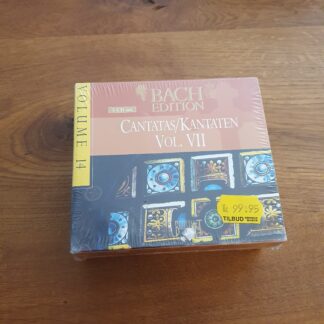 BACH
EDITION
CANTATAS/KANTATEN
VOL. VII
VOLUME 14
99.95
TILBUD